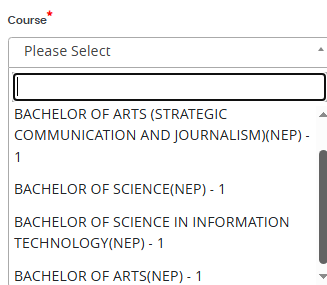 Course*
Please Select
BACHELOR OF ARTS (STRATEGIC
COMMUNICATION AND JOURNALISM)(NEP) -
1
BACHELOR OF SCIENCE(NEP) - 1
BACHELOR OF SCIENCE IN INFORMATION
TECHNOLOGY(NEP) - 1
BACHELOR OF ARTS(NEP) - 1